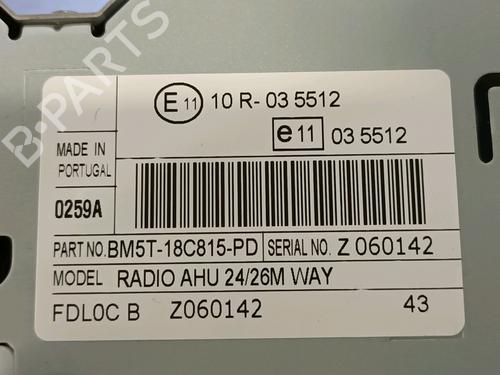 E 11 10 R- 03 5512
e 11 03 5512
MADE IN
PORTUGAL
0259A
PART NO. BM5T-18C815-PD SERIAL NO. Z 060142
MODEL RADIO AHU 24/26M WAY
FDLOC B Z060142 43
B-PARTS